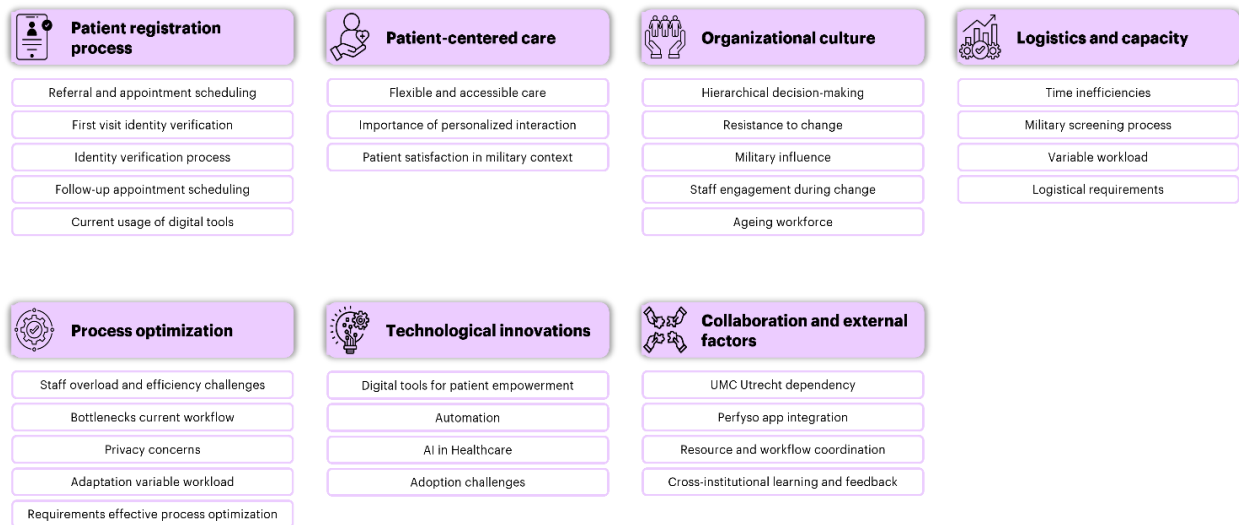 Patient registration
process
Referral and appointment scheduling
First visit identity verification
Identity verification process
Follow-up appointment scheduling
Current usage of digital tools
Patient-centered care
Flexible and accessible care
Importance of personalized interaction
Patient satisfaction in military context
Organizational culture
Hierarchical decision-making
Resistance to change
Military influence
Staff engagement during change
Ageing workforce
Logistics and capacity
Time inefficiencies
Military screening process
Variable workload
Logistical requirements
Process optimization
Staff overload and efficiency challenges
Bottlenecks current workflow
Privacy concerns
Adaptation variable workload
Requirements effective process optimization
Technological innovations
Digital tools for patient empowerment
Automation
AI in Healthcare
Adoption challenges
Collaboration and external
factors
UMC Utrecht dependency
Perfyso app integration
Resource and workflow coordination
Cross-institutional learning and feedback